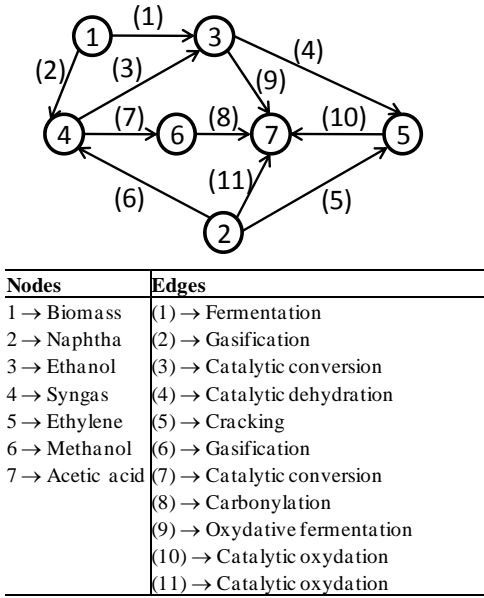 (1)
1 3
(2) (3) (4)
(9)
4 (7) 6 (8) 7 (10) 5
(6) (11) (5)
2
Nodes Edges
1 → Biomass (1) → Fermentation
2 → Naphtha (2) → Gasification
3 → Ethanol (3) → Catalytic conversion
4 → Syngas (4) → Catalytic dehydration
5 → Ethylene (5) → Cracking
6 → Methanol (6) → Gasification
7 → Acetic acid (7) → Catalytic conversion
(8) → Carbonylation
(9) → Oxydative fermentation
(10) → Catalytic oxydation
(11) → Catalytic oxydation